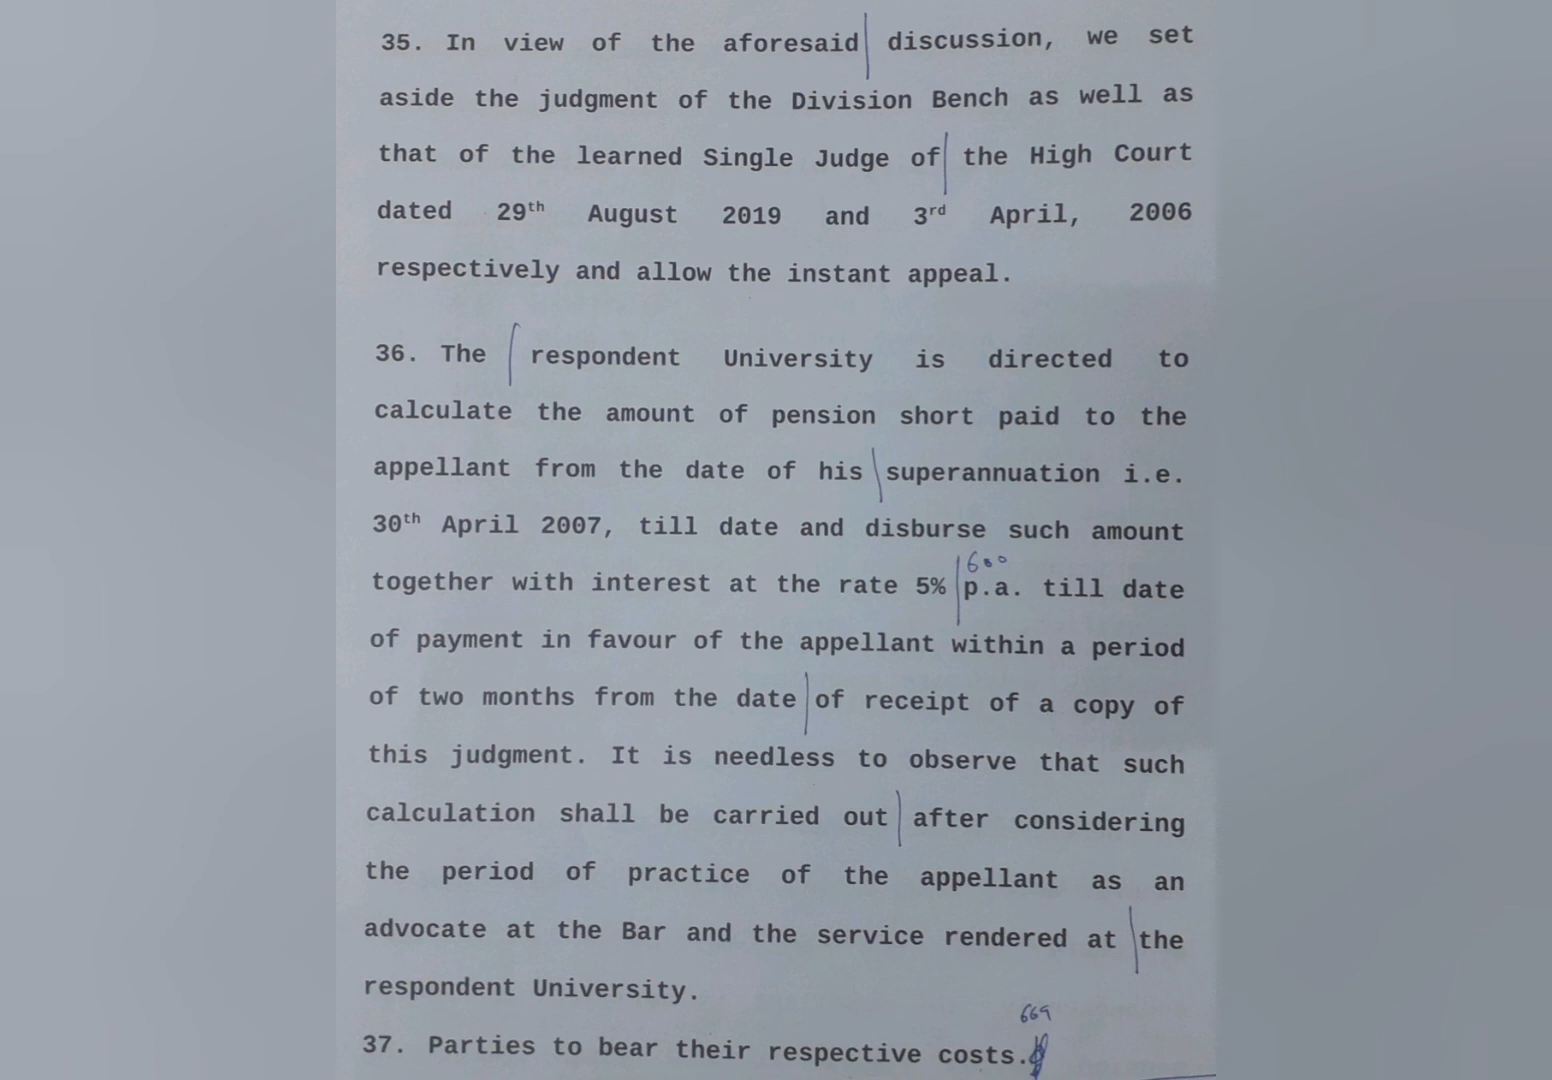 35. In view of the aforesaid discussion, we set
aside the judgment of the Division Bench as well as
that of the learned Single Judge of the High Court
dated 29th August 2019 and 3rd April, 2006
respectively and allow the instant appeal.
36. The respondent University is directed to
calculate the amount of pension short paid to the
appellant from the date of his superannuation i.e.
30th April 2007, till date and disburse such amount
600
together with interest at the rate 5% p.a. till date
of payment in favour of the appellant within a period
of two months from the date of receipt of a copy of
this judgment. It is needless to observe that such
calculation shall be carried out after considering
the period of practice of the appellant as an
advocate at the Bar and the service rendered at the
respondent University.
669
37. Parties to bear their respective costs.